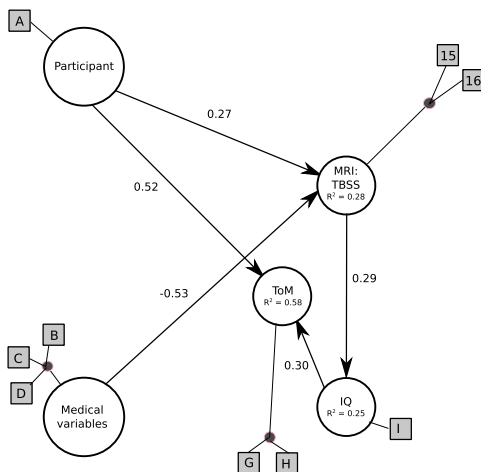 A
Participant
15
16
0.27
MRI:
TBSS
R² = 0.28
0.52
-0.53
0.29
ToM
R² = 0.58
B
C
D
0.30
Medical
variables
IQ
R² = 0.25
I
G
H